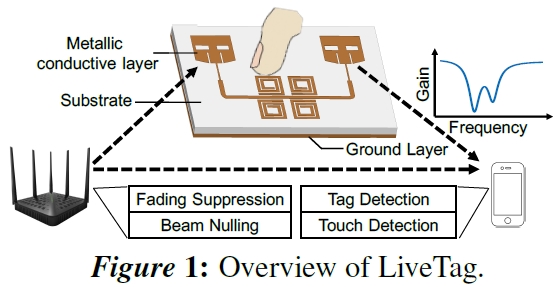 Metallic
conductive layer
Substrate
Ground Layer
Gain
Frequency
Fading Suppression
Beam Nulling
Tag Detection
Touch Detection
Figure 1: Overview of LiveTag.